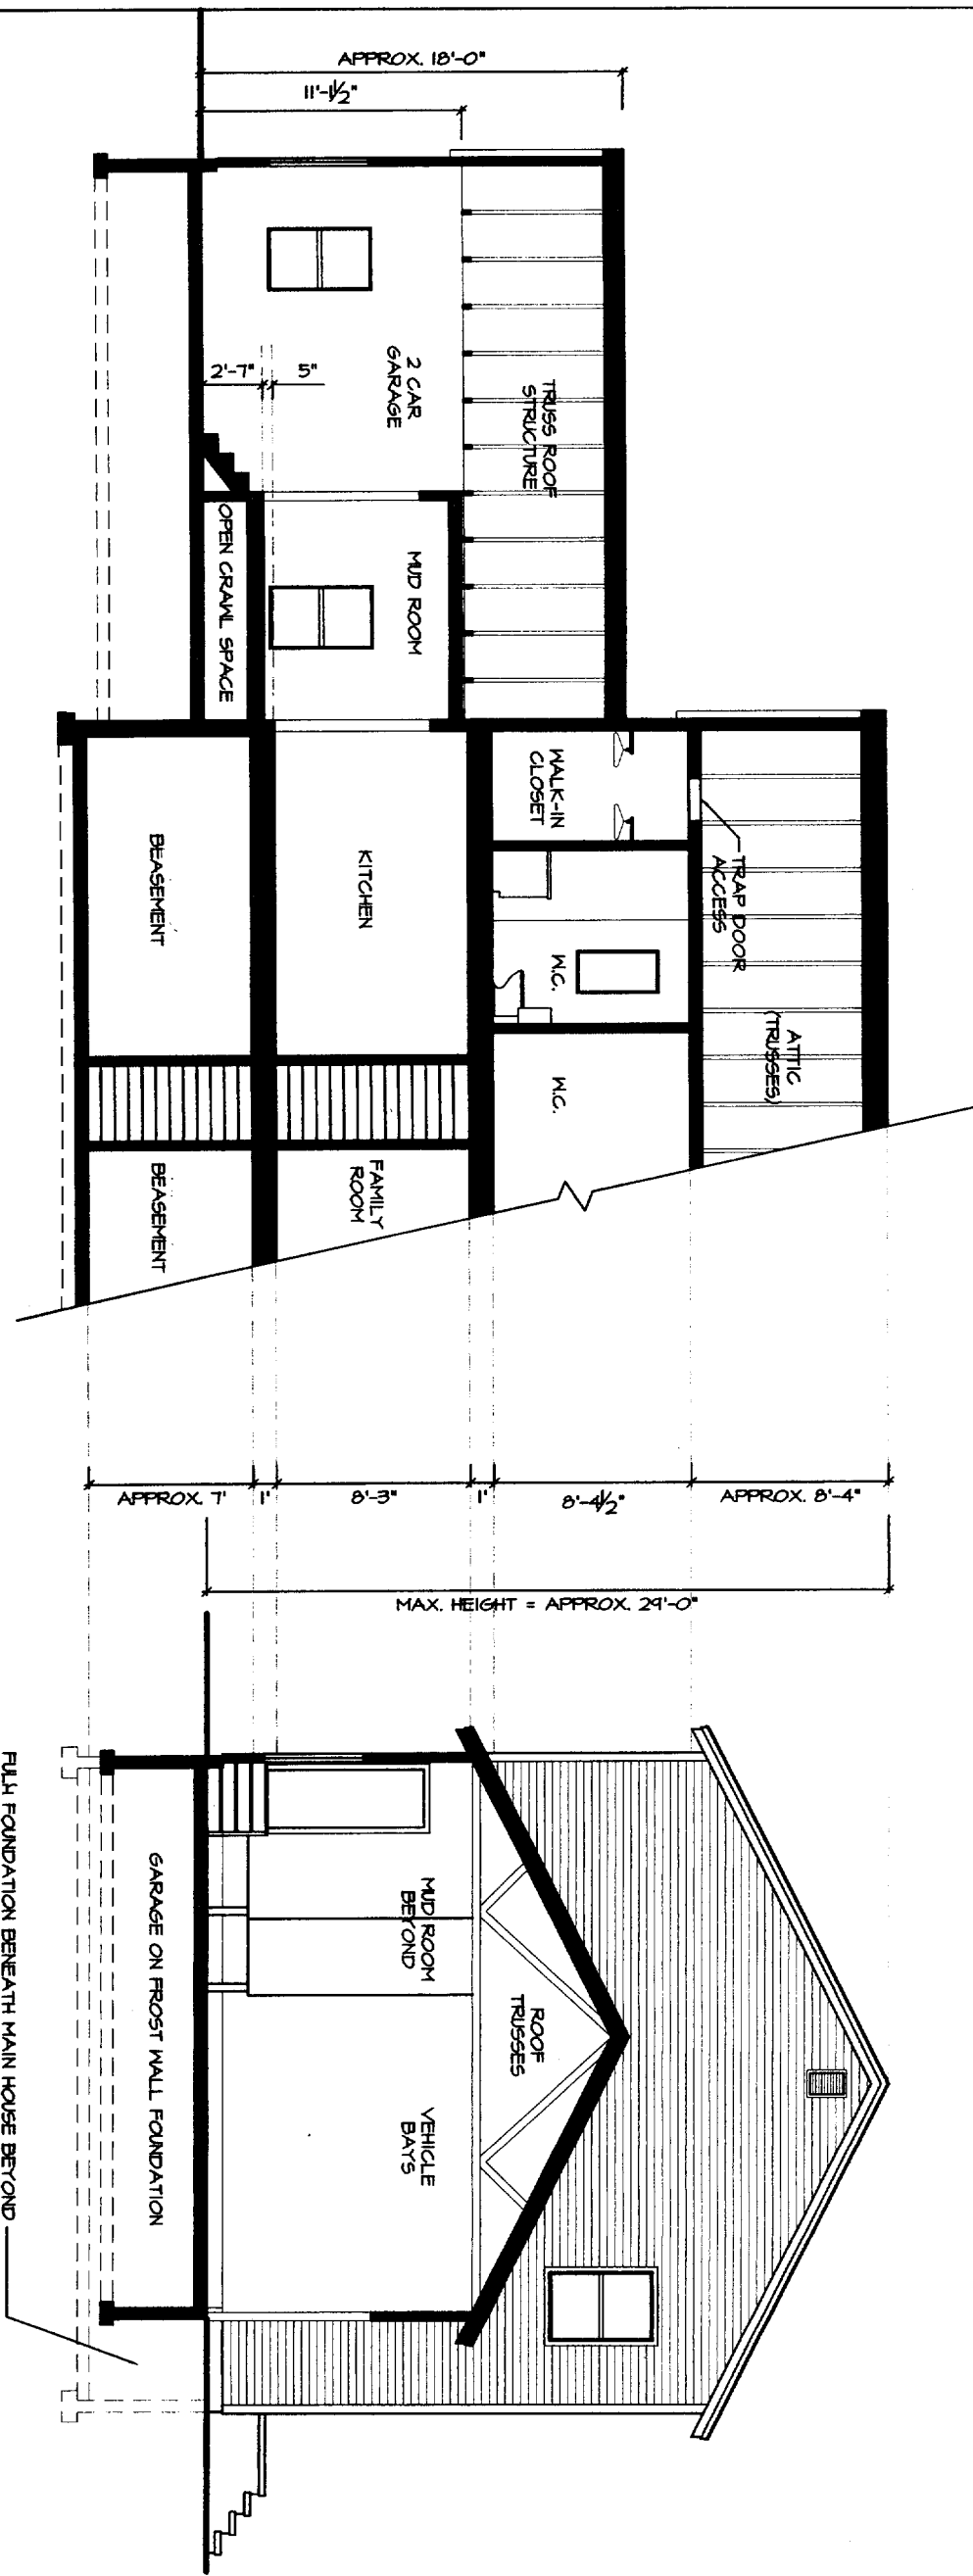 APPROX. 18'-0"
11'-1/2"
2 CAR
GARAGE
2'-7"
5"
TRUSS ROOF
STRUCTURE
OPEN CRAWL SPACE
MUD ROOM
WALK-IN
CLOSET
TRAP DOOR
ACCESS
BEASEMENT
KITCHEN
W.C.
ATTIC
(TRUSSES)
W.C.
BEASEMENT
FAMILY
ROOM
APPROX. 7'
1'
8'-3"
1'
8'-4 1/2"
APPROX. 8'-4"
MAX. HEIGHT = APPROX. 29'-0"
MUD ROOM
BEYOND
ROOF
TRUSSES
VEHICLE
BAYS
GARAGE ON FROST WALL FOUNDATION
FULH FOUNDATION BENEATH MAIN HOUSE BEYOND